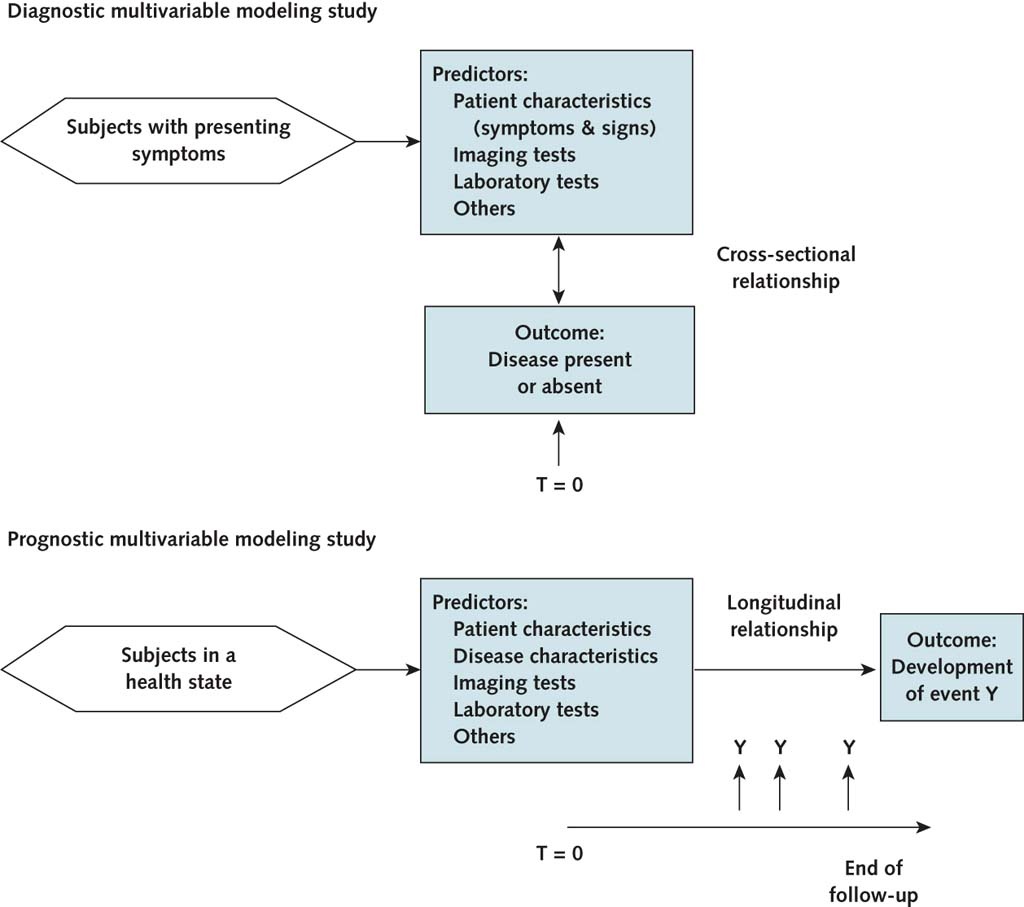 Diagnostic multivariable modeling study
Subjects with presenting
symptoms
Predictors:
Patient characteristics
(symptoms & signs)
Imaging tests
Laboratory tests
Others
Cross-sectional
relationship
Outcome:
Disease present
or absent
T = 0
Prognostic multivariable modeling study
Subjects in a
health state
Predictors:
Patient characteristics
Disease characteristics
Imaging tests
Laboratory tests
Others
Longitudinal
relationship
Outcome:
Development
of event Y
Y Y Y
T = 0
End of
follow-up